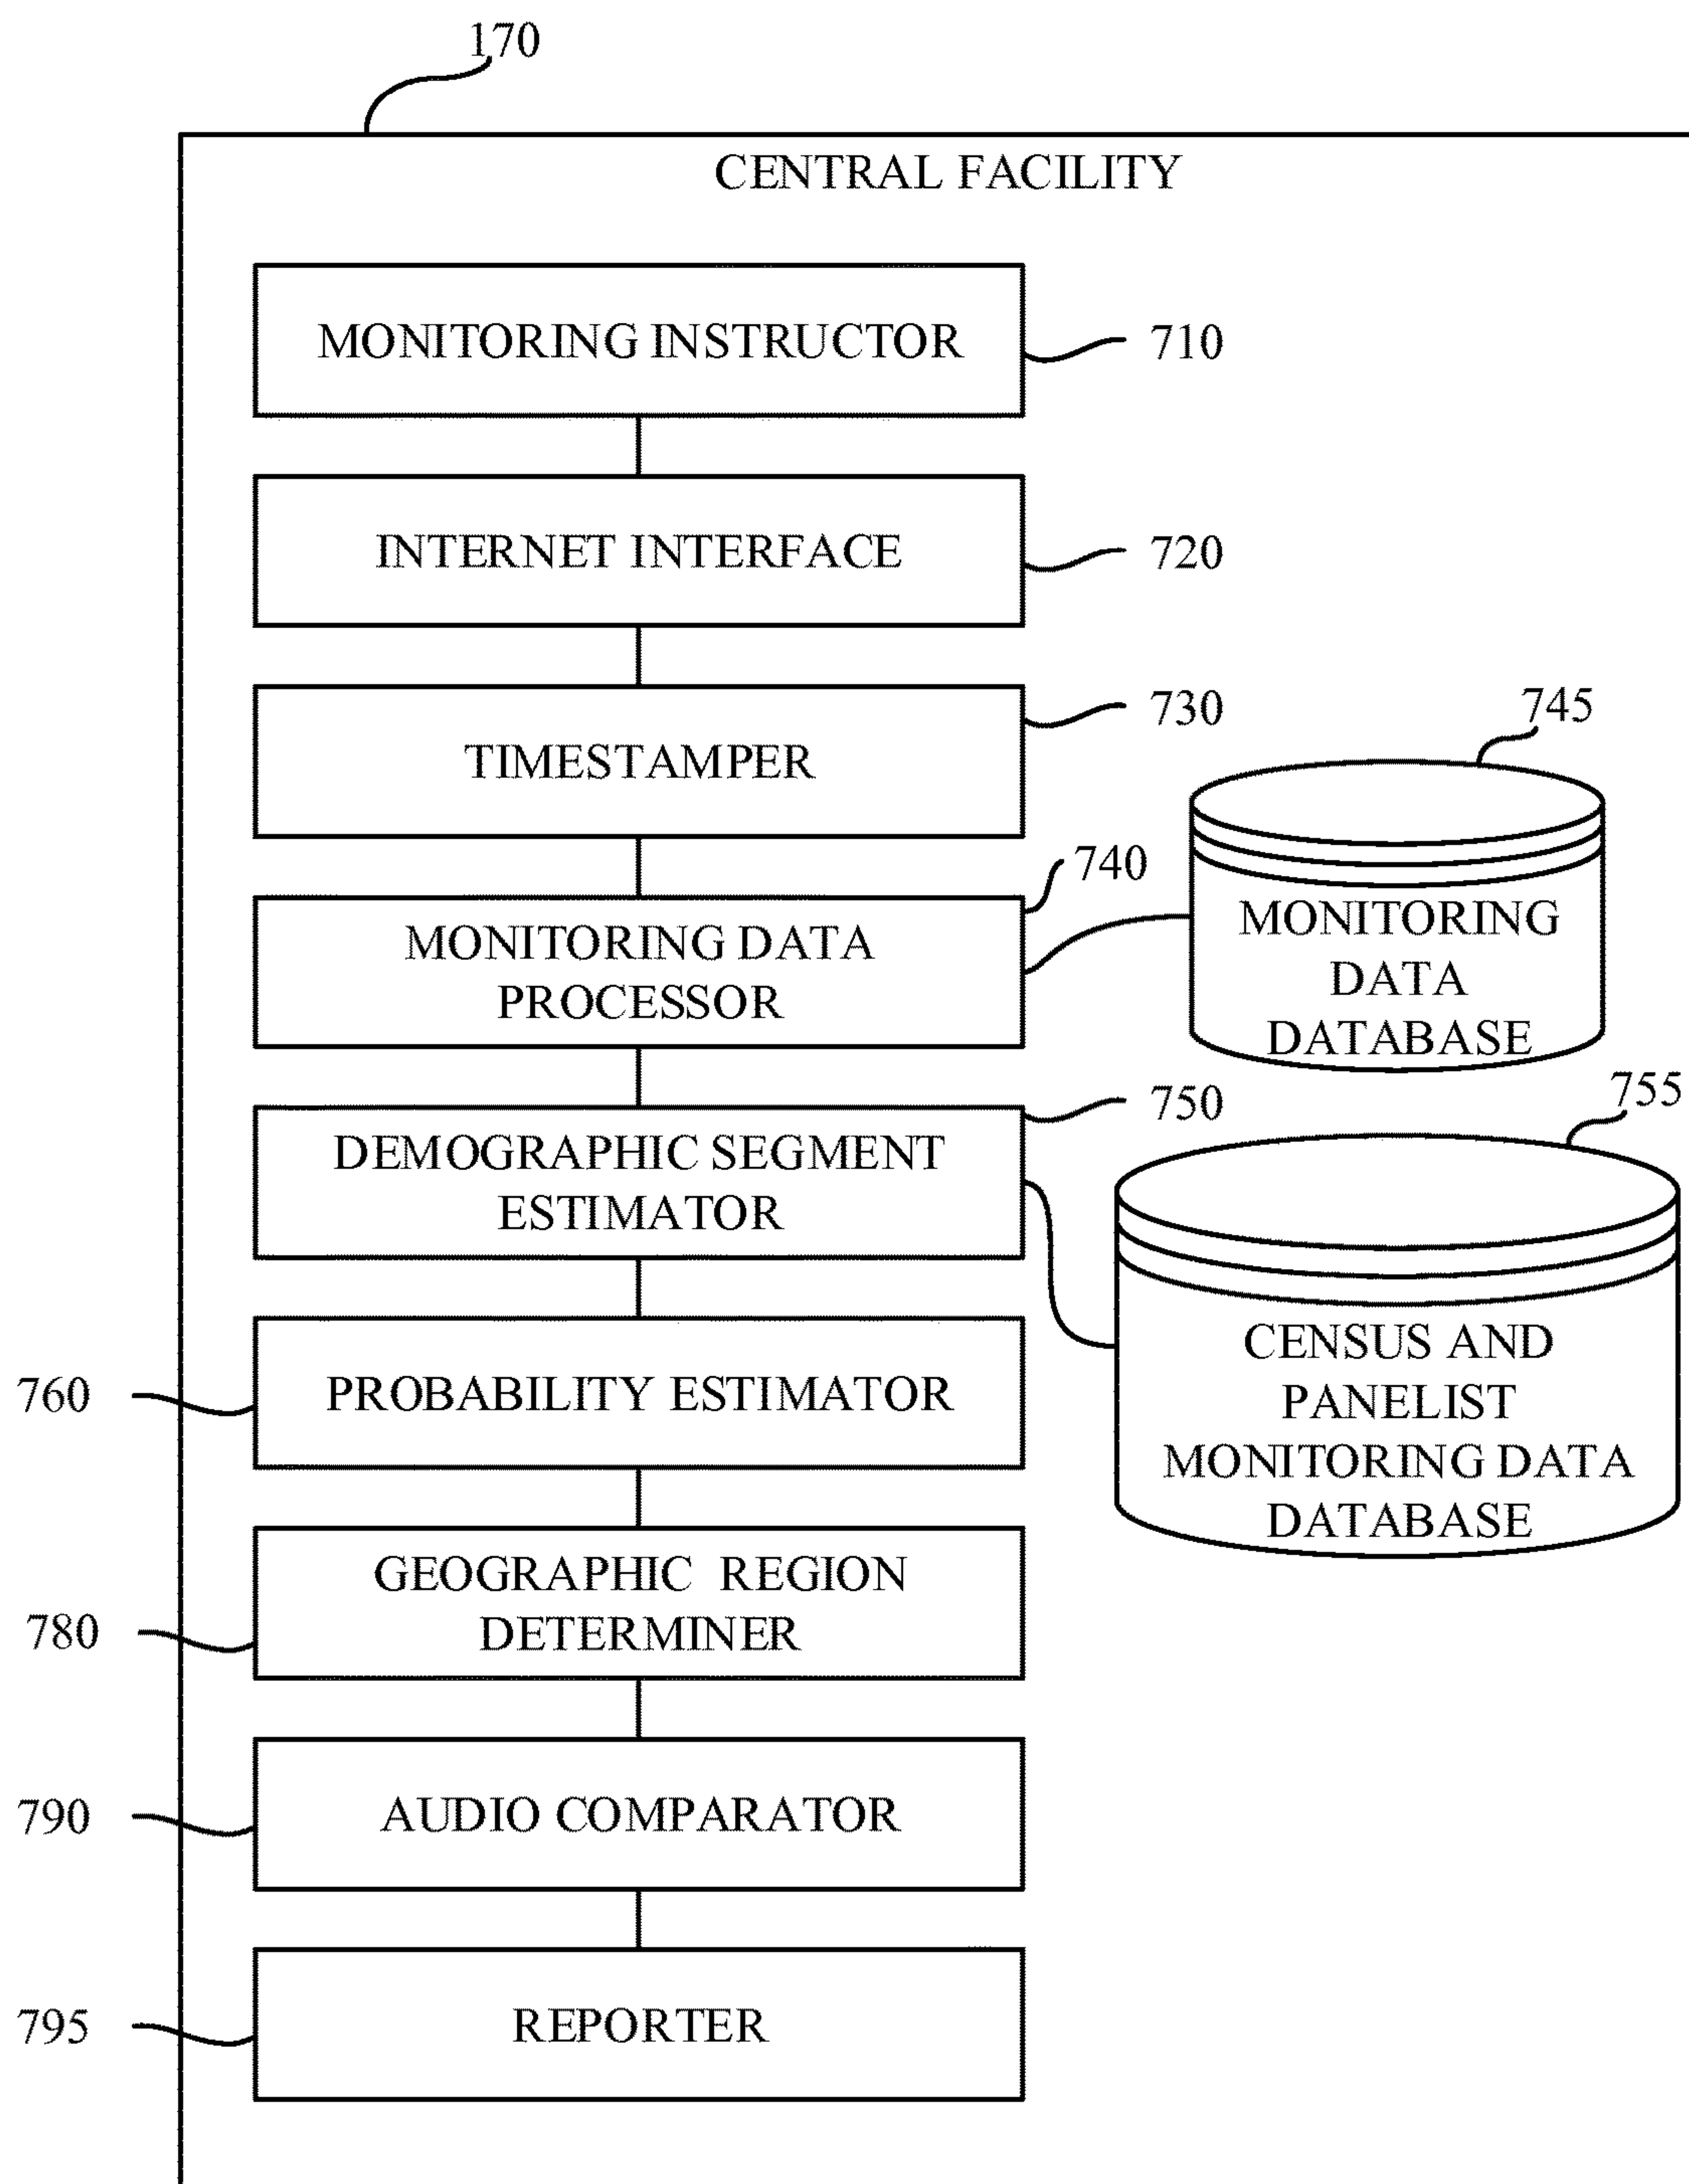 170
CENTRAL FACILITY
MONITORING INSTRUCTOR
710
INTERNET INTERFACE
720
TIMESTAMPER
730
745
MONITORING DATA
PROCESSOR
740
MONITORING
DATA
DATABASE
DEMOGRAPHIC SEGMENT
ESTIMATOR
750
755
CENSUS AND
PANELIST
MONITORING DATA
DATABASE
760
PROBABILITY ESTIMATOR
780
GEOGRAPHIC REGION
DETERMINER
790
AUDIO COMPARATOR
795
REPORTER